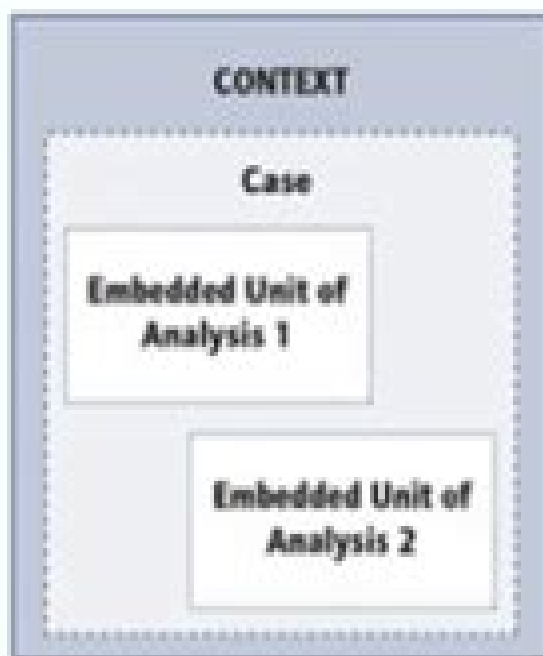 CONTEXT
Case
Embedded Unit of
Analysis 1
Embedded Unit of
Analysis 2